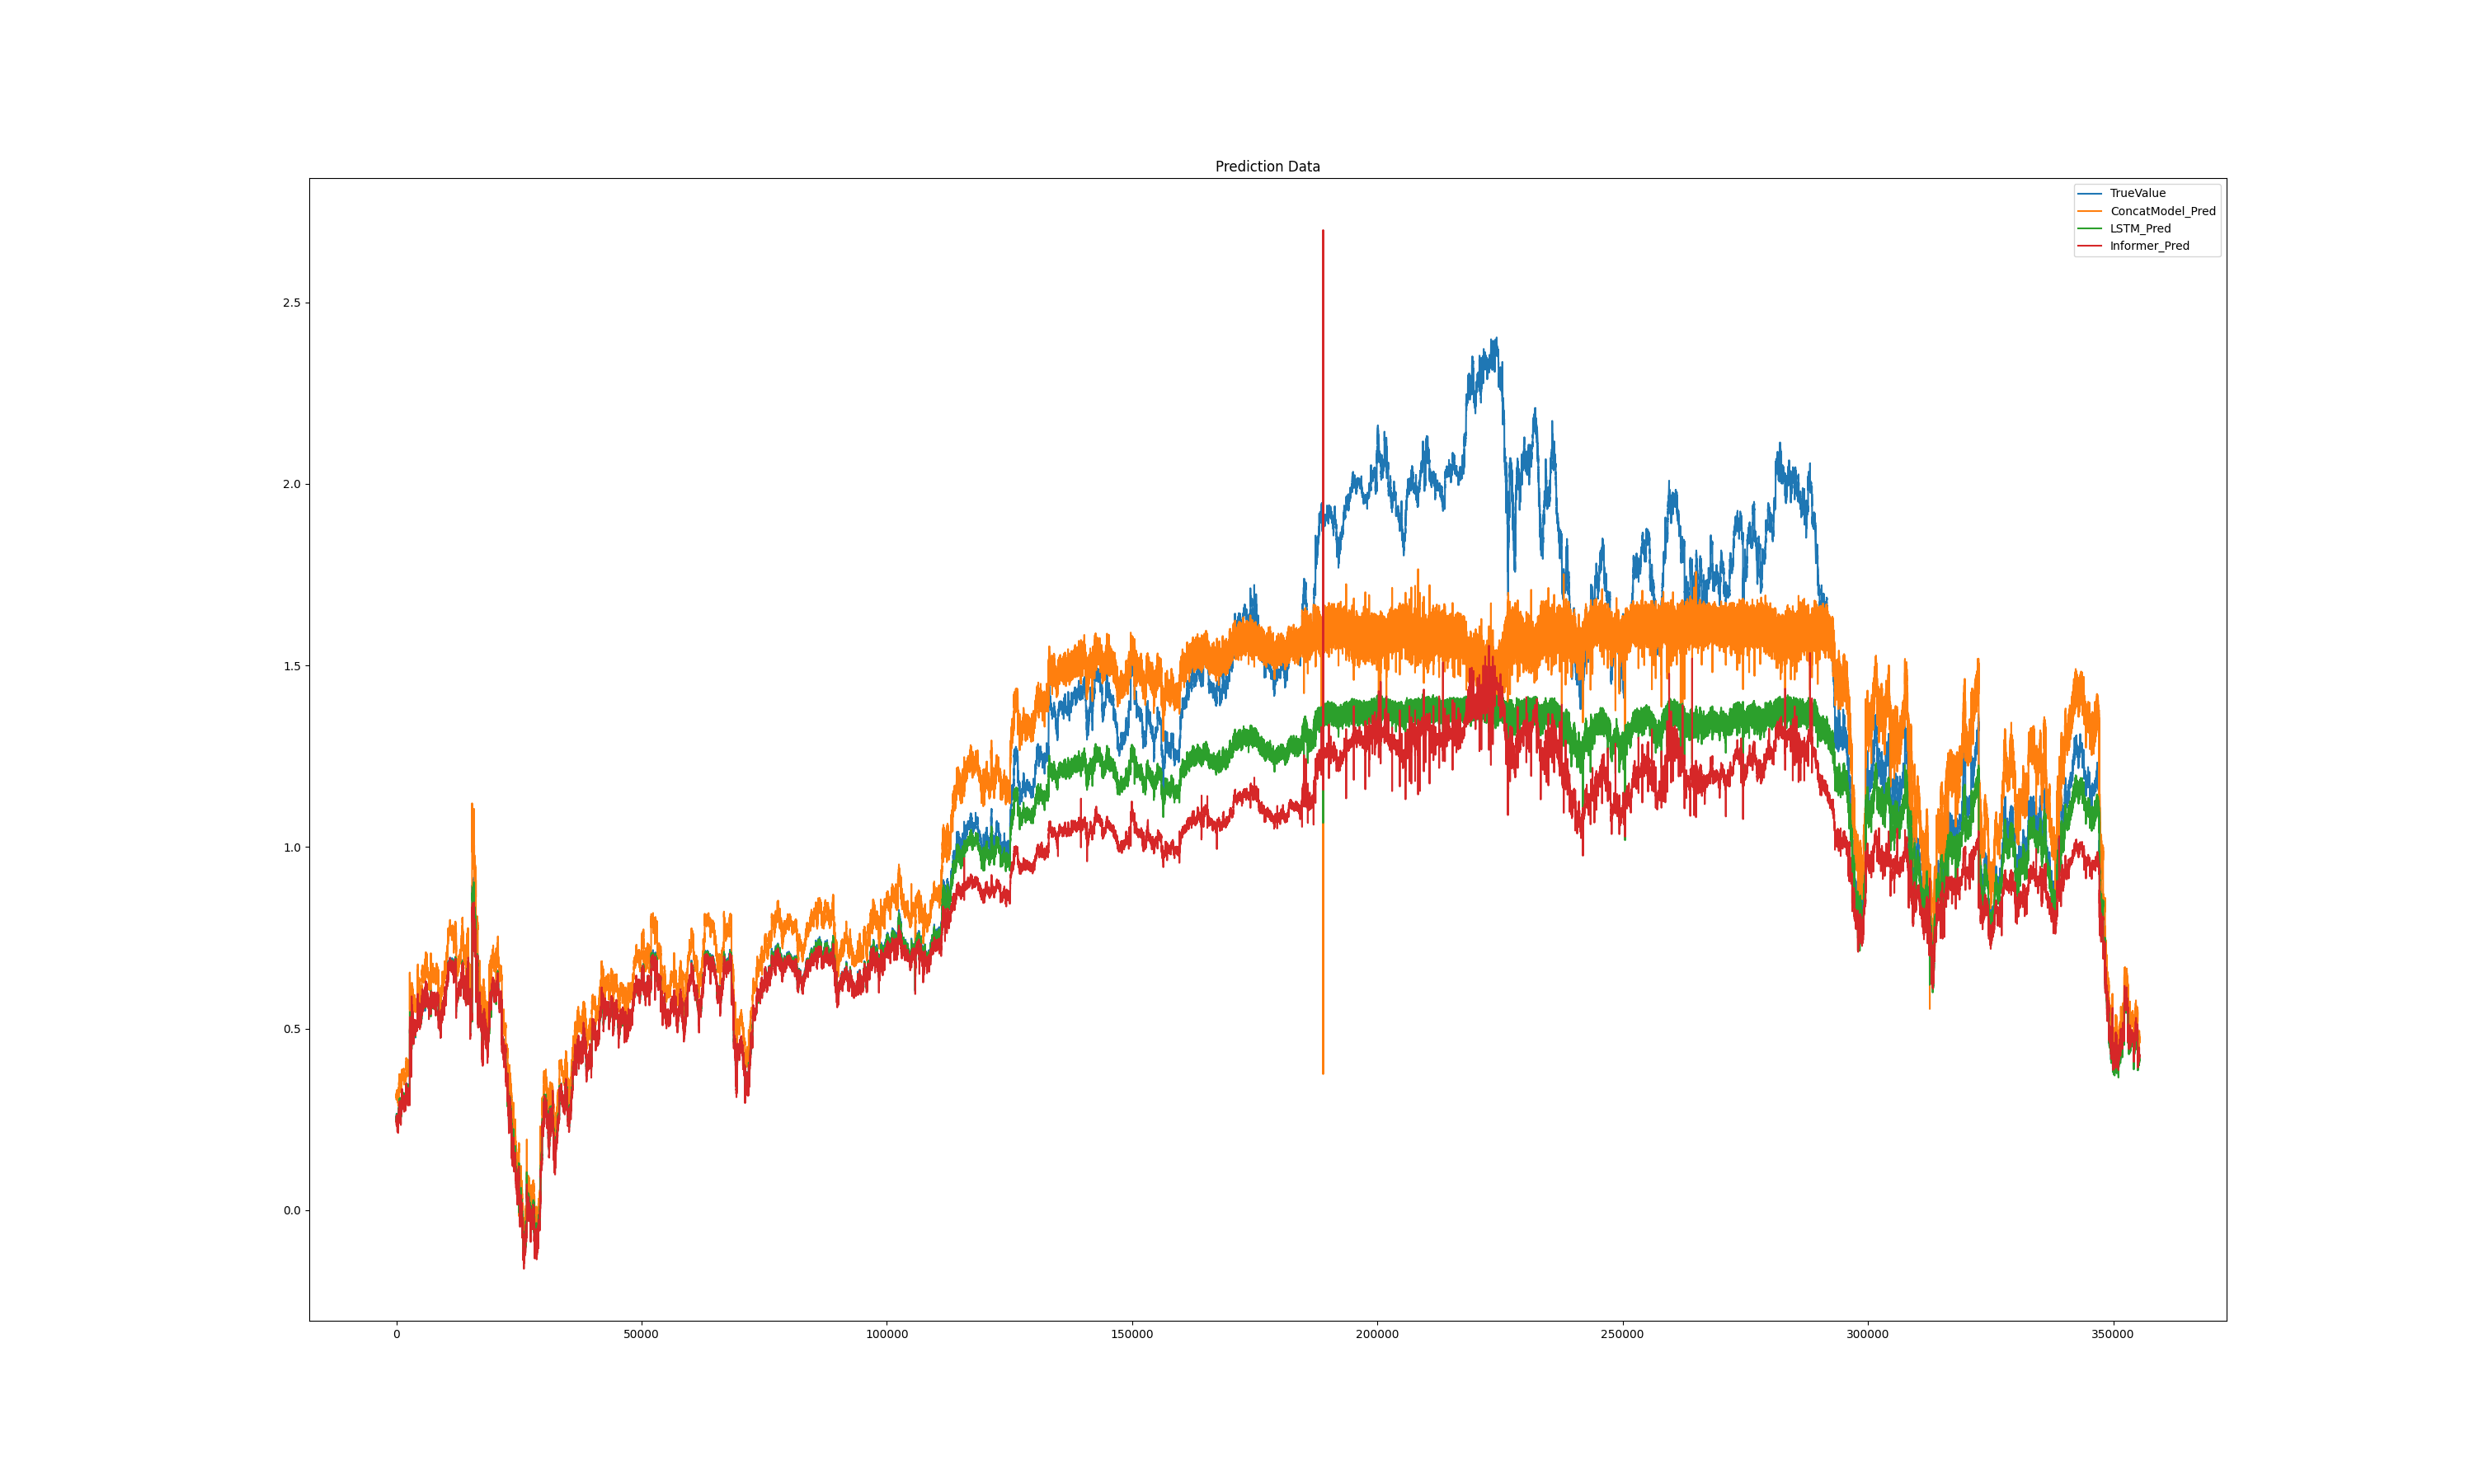 Prediction Data
TrueValue
ConcatModel_Pred
LSTM_Pred
Informer_Pred
2.5
2.0
1.5
1.0
0.5
0.0
0 50000 100000 150000 200000 250000 300000 350000